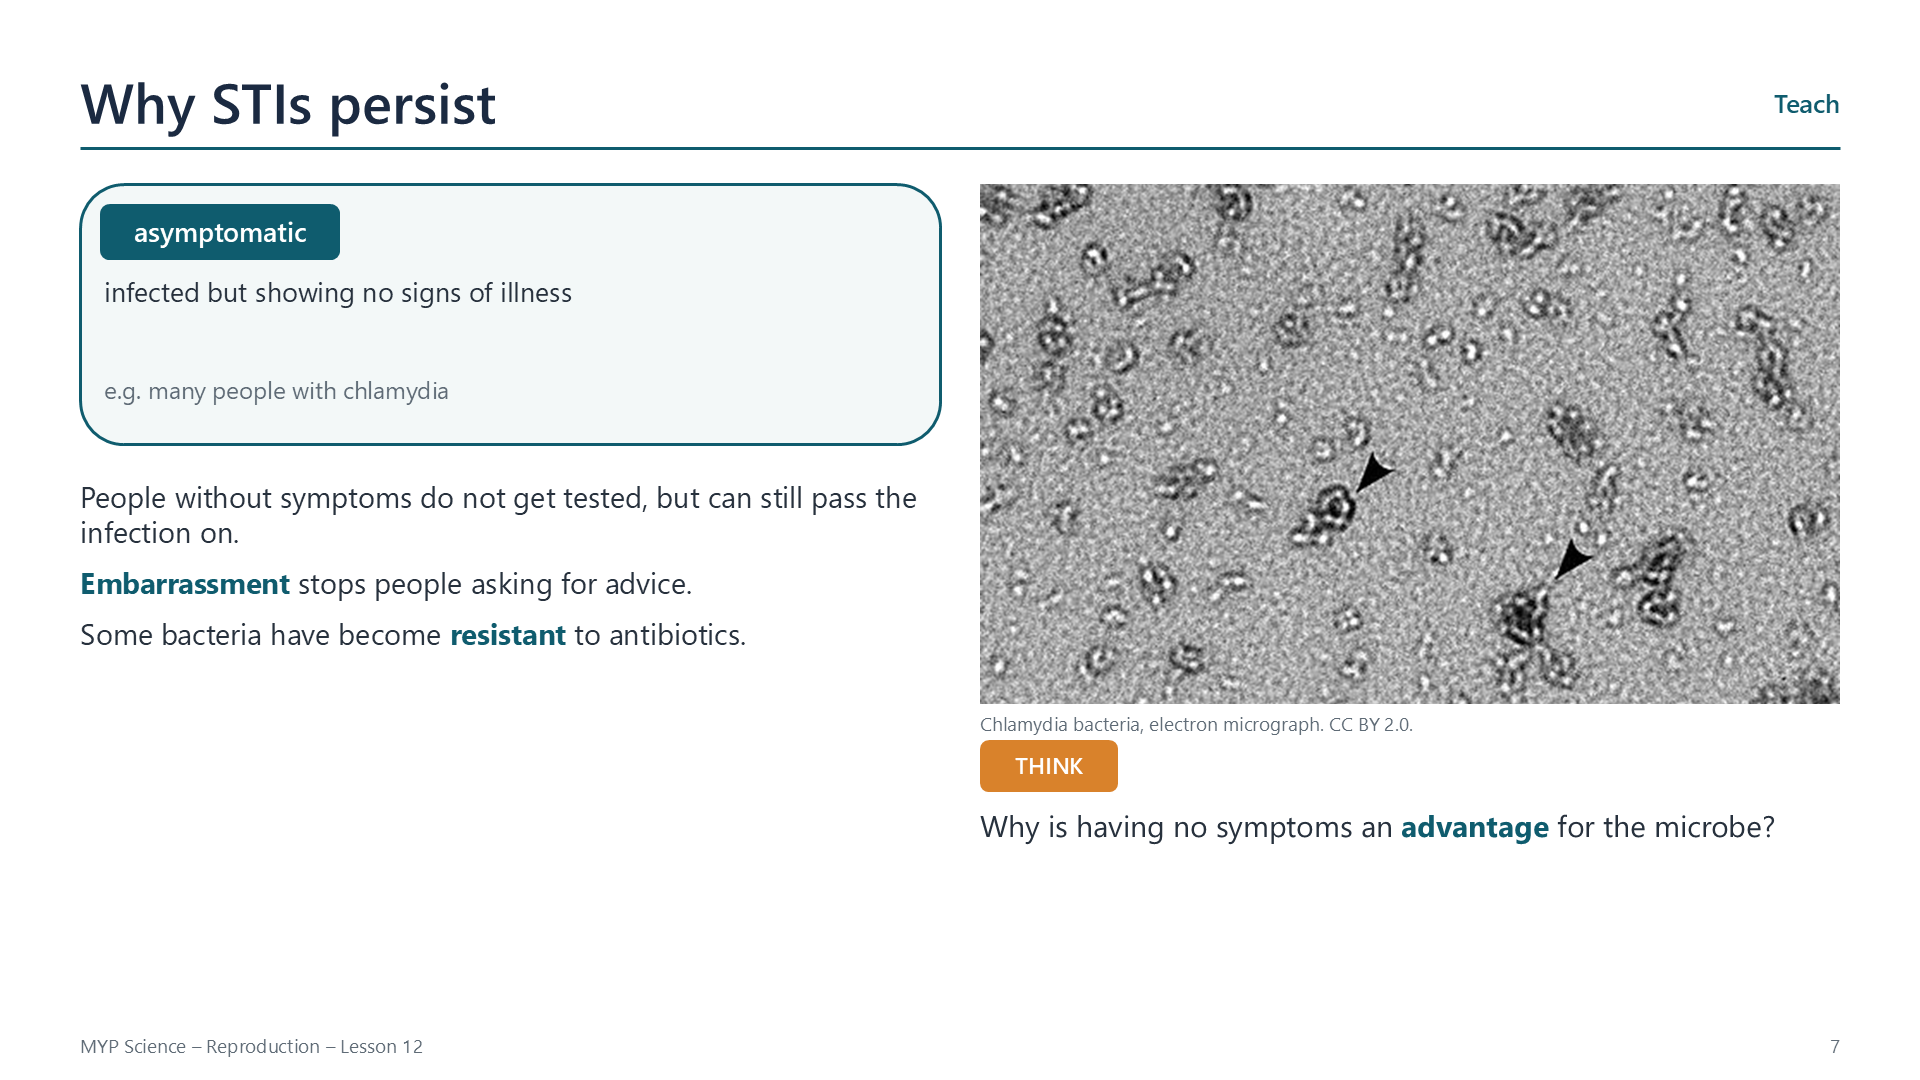 Why STIs persist
Teach
asymptomatic
infected but showing no signs of illness
e.g. many people with chlamydia
People without symptoms do not get tested, but can still pass the
infection on.
Embarrassment stops people asking for advice.
Some bacteria have become resistant to antibiotics.
Chlamydia bacteria, electron micrograph. CC BY 2.0.
THINK
Why is having no symptoms an advantage for the microbe?
MYP Science – Reproduction – Lesson 12
7